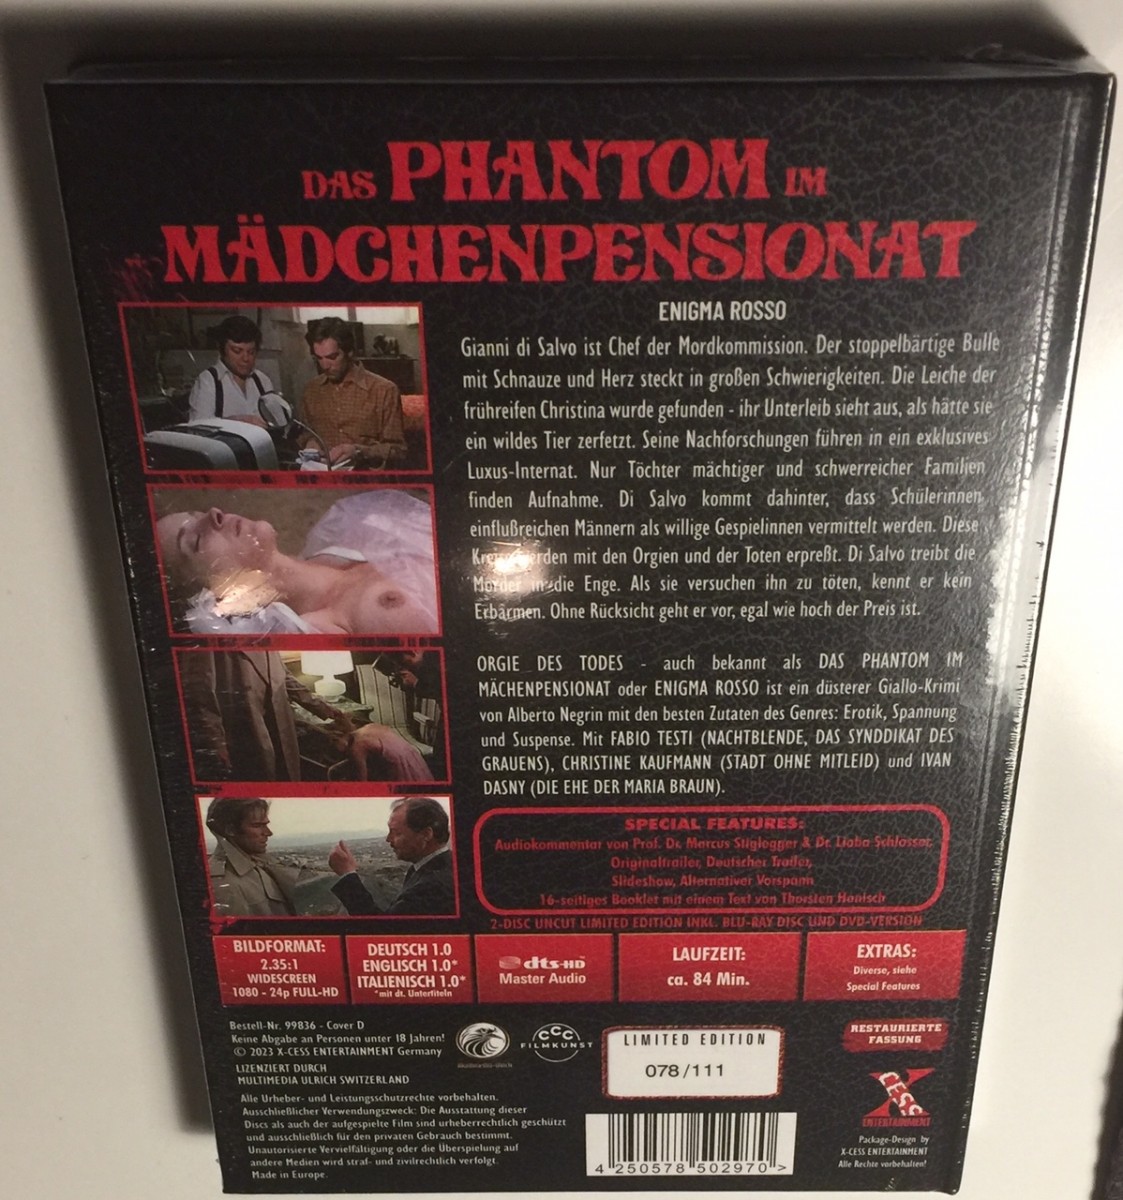 DAS PHANTOM IM
MÄDCHENPENSIONAT
ENIGMA ROSSO
Gianni di Salvo ist Chef der Mordkommission. Der stoppelbärtige Bulle
mit Schnauze und Herz steckt in großen Schwierigkeiten. Die Leiche der
frühreifen Christina wurde gefunden - ihr Unterleib sieht aus, als hätte sie
ein wildes Tier zerfetzt. Seine Nachforschungen führen in ein exklusives
Luxus-Internat. Nur Töchter mächtiger und schwerreicher Familien
finden Aufnahme. Di Salvo kommt dahinter, dass Schülerinnen
einflußreichen Männern als willige Gespielinnen vermittelt werden. Diese
werden mit den Orgien und der Toten erpreßt. Di Salvo treibt die
Mörder in die Enge. Als sie versuchen ihn zu töten, kennt er kein
Erbarmen. Ohne Rücksicht geht er vor, egal wie hoch der Preis ist.
ORGIE DES TODES - auch bekannt als DAS PHANTOM IM
MÄCHENPENSIONAT oder ENIGMA ROSSO ist ein düsterer Giallo-Krimi
von Alberto Negrin mit den besten Zutaten des Genres: Erotik, Spannung
und Suspense. Mit FABIO TESTI (NACHTBLENDE, DAS SYNDDIKAT DES
GRAUENS), CHRISTINE KAUFMANN (STADT OHNE MITLEID) und IVAN
DASNY (DIE EHE DER MARIA BRAUN).
SPECIAL FEATURES:
Audiokommentar von Prof. Dr. Marcus Stiglegger & Dr. Liaba Schlosser,
Originaltrailer, Deutscher Trailer,
Slideshow, Alternativer Vorspann
16-seitiges Booklet mit einem Text von Thorsten Hanisch
2-DISC UNCUT LIMITED EDITION INKL. BLU-RAY DISC UND DVD-VERSION
BILDFORMAT:
2.35:1
WIDESCREEN
1080 - 24p FULL-HD
DEUTSCH 1.0
ENGLISCH 1.0*
ITALIENISCH 1.0*
*mit dt. Untertiteln
dts-HD
Master Audio
LAUFZEIT:
ca. 84 Min.
EXTRAS:
Diverse, siehe
Special Features
Bestell-Nr. 99836 - Cover D
Keine Abgabe an Personen unter 18 Jahren!
© 2023 X-CESS ENTERTAINMENT Germany
LIZENZIERT DURCH
MULTIMEDIA ULRICH SWITZERLAND
Alle Urheber- und Leistungsschutzrechte vorbehalten.
Ausschließlicher Verwendungszweck: Die Ausstattung dieser
Discs als auch der aufgespielte Film sind urheberrechtlich geschützt
und ausschließlich für den privaten Gebrauch bestimmt.
Unautorisierte Vervielfältigung oder die Überspielung auf
andere Medien wird straf- und zivilrechtlich verfolgt.
Made in Europe.
CCC
FILMKUNST
LIMITED EDITION
078/111
4 250578 502970 >
RESTAURIERTE
FASSUNG
X CESS
ENTERTAINMENT
Package-Design by
X-CESS ENTERTAINMENT
Alle Rechte vorbehalten!